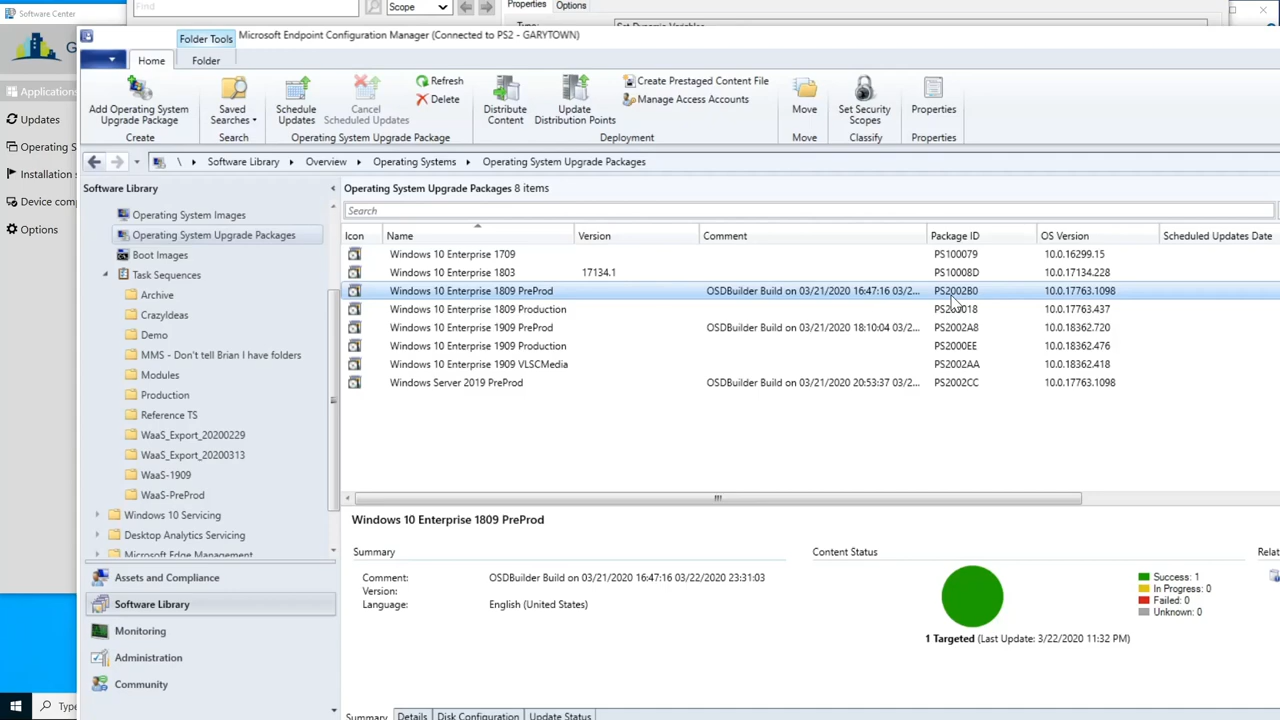 Software Center
Find
Scope
Properties
Options
Set Dynamic Variables
Folder Tools
Microsoft Endpoint Configuration Manager (Connected to PS2 - GARYTOWN)
Home
Folder
Add Operating System Upgrade Package
Create
Saved Searches
Search
Schedule Updates
Cancel Scheduled Updates
Refresh
Delete
Operating System Upgrade Package
Distribute Content
Update Distribution Points
Create Prestaged Content File
Manage Access Accounts
Deployment
Move
Move
Set Security Scopes
Classify
Properties
Properties
G
Applications
Updates
Operating S
Installation s
Device comp
Options
\ Software Library Overview Operating Systems Operating System Upgrade Packages
Software Library
Operating System Images
Operating System Upgrade Packages
Boot Images
Task Sequences
Archive
CrazyIdeas
Demo
MMS - Don't tell Brian I have folders
Modules
Production
Reference TS
WaaS_Export_20200229
WaaS_Export_20200313
WaaS-1909
WaaS-PreProd
Windows 10 Servicing
Desktop Analytics Servicing
Microsoft Edge Management
Assets and Compliance
Software Library
Monitoring
Administration
Community
Operating System Upgrade Packages 8 items
Search
Icon Name Version Comment Package ID OS Version Scheduled Updates Date
Windows 10 Enterprise 1709 PS100079 10.0.16299.15
Windows 10 Enterprise 1803 17134.1 PS10008D 10.0.17134.228
Windows 10 Enterprise 1809 PreProd OSDBuilder Build on 03/21/2020 16:47:16 03/2... PS2002B0 10.0.17763.1098
Windows 10 Enterprise 1809 Production 10.0.17763.437
Windows 10 Enterprise 1909 PreProd OSDBuilder Build on 03/21/2020 18:10:04 03/2... PS2002A8 10.0.18362.720
Windows 10 Enterprise 1909 Production PS2000EE 10.0.18362.476
Windows 10 Enterprise 1909 VLSCMedia PS2002AA 10.0.18362.418
Windows Server 2019 PreProd OSDBuilder Build on 03/21/2020 20:53:37 03/2... PS2002CC 10.0.17763.1098
Windows 10 Enterprise 1809 PreProd
Summary
Comment: OSDBuilder Build on 03/21/2020 16:47:16 03/22/2020 23:31:03
Version:
Language: English (United States)
Content Status
Success: 1
In Progress: 0
Failed: 0
Unknown: 0
1 Targeted (Last Update: 3/22/2020 11:32 PM)
Relat
Summary Details Disk Configuration Update Status
Type